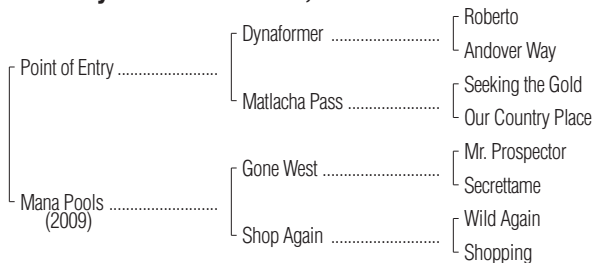 Roberto
Dynaformer ........................
Andover Way
Point of Entry ......................
Seeking the Gold
Matlacha Pass ....................
Our Country Place
Mr. Prospector
Gone West .........................
Secrettame
Mana Pools ........................
(2009)
Wild Again
Shop Again ........................
Shopping